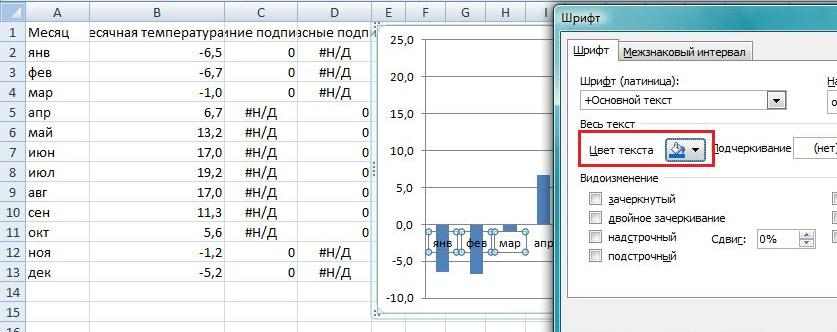 A B C D E F G H I
1 Месяц есячная температура ние подпи асные подпи
2 янв -6,5 0 #Н/Д
3 фев -6,7 0 #Н/Д
4 мар -1,0 0 #Н/Д
5 апр 6,7 #Н/Д 0
6 май 13,2 #Н/Д 0
7 июн 17,0 #Н/Д 0
8 июл 19,2 #Н/Д 0
9 авг 17,0 #Н/Д 0
10 сен 11,3 #Н/Д 0
11 окт 5,6 #Н/Д 0
12 ноя -1,2 0 #Н/Д
13 дек -5,2 0 #Н/Д
14
15
16
25,0
20,0
15,0
10,0
5,0
0,0
-5,0
-10,0
янв фев мар апр
Шрифт
Шрифт Межзнаковый интервал
Шрифт (латиница):
+Основной текст
Весь текст
Цвет текста Подчеркивание (нет)
Видоизменение
зачеркнутый
двойное зачеркивание
надстрочный Сдвиг: 0%
подстрочный